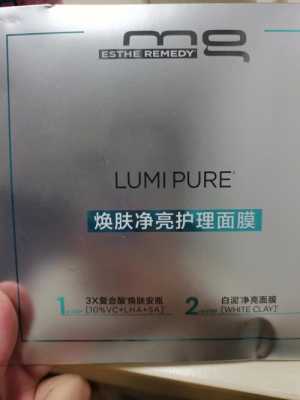 mg
ESTHE REMEDY
LUMI PURE
焕肤净亮护理面膜
1 3X复合酸*焕肤安瓶
[10%VC+LHA+SA]*
2 白泥*净亮面膜
[WHITE CLAY]*